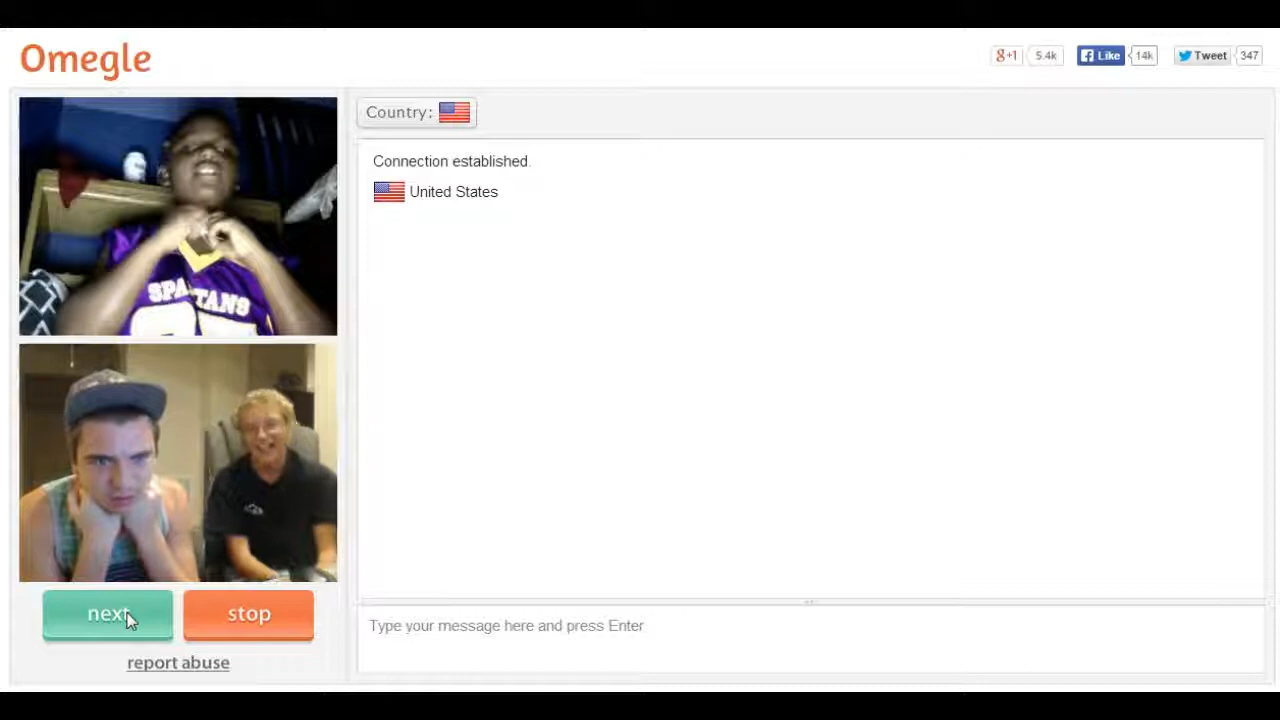 Omegle
+1 5.4k Like 14k Tweet 347
Country:
Connection established.
United States
SPARTANS
next stop
report abuse
Type your message here and press Enter